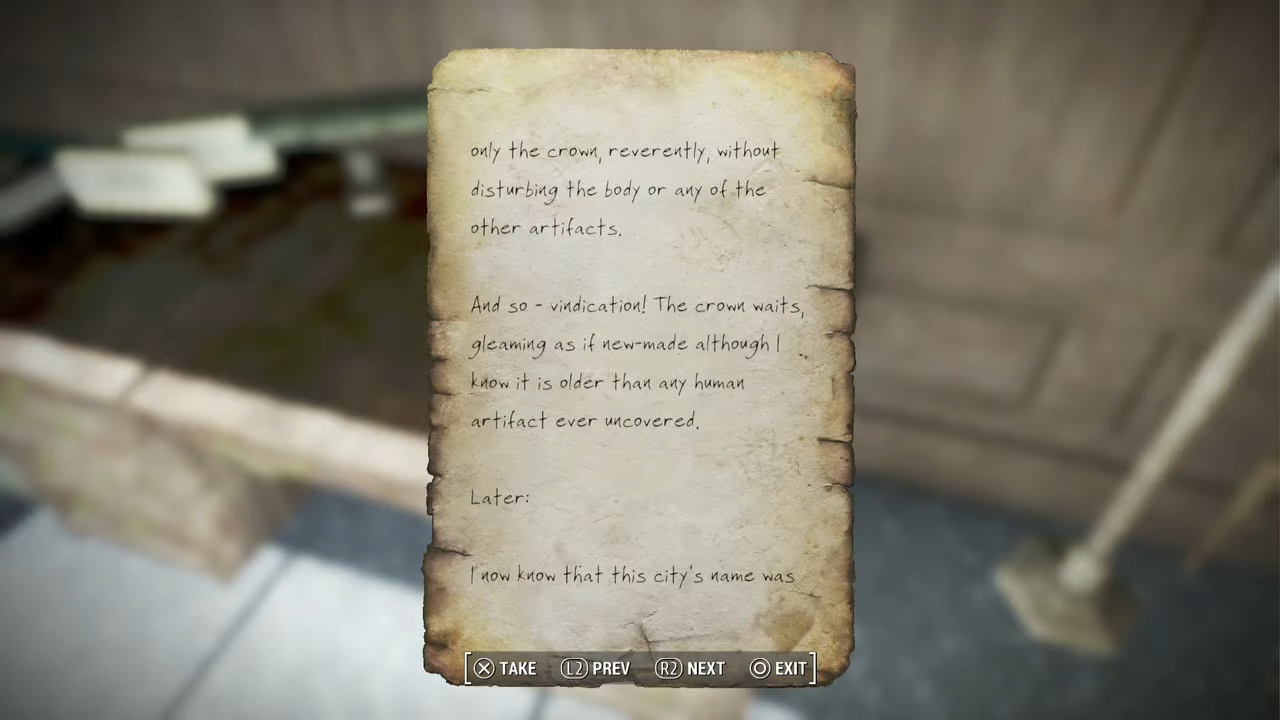 only the crown, reverently, without
disturbing the body or any of the
other artifacts.
And so - vindication! The crown waits,
gleaming as if new-made although I
know it is older than any human
artifact ever uncovered.
Later:
I now know that this city's name was
[ⓧ TAKE L2 PREV R2 NEXT O EXIT]